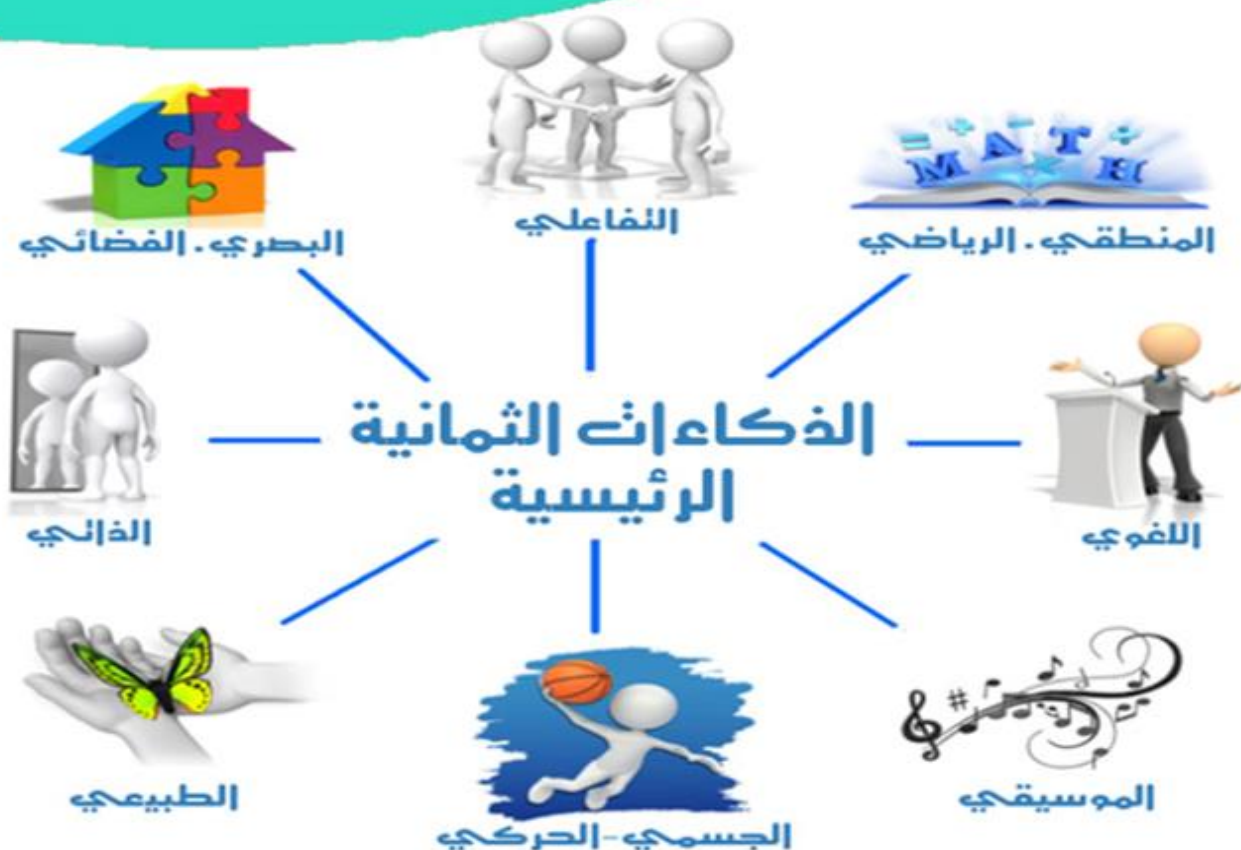 التفاعلي
المنطقي . الرياضي
MATH
البصري . الفضائي
الذكاءات الثمانية
الرئيسية
اللغوي
الذاتي
الموسيقي
الجسمي-الحركي
الطبيعي